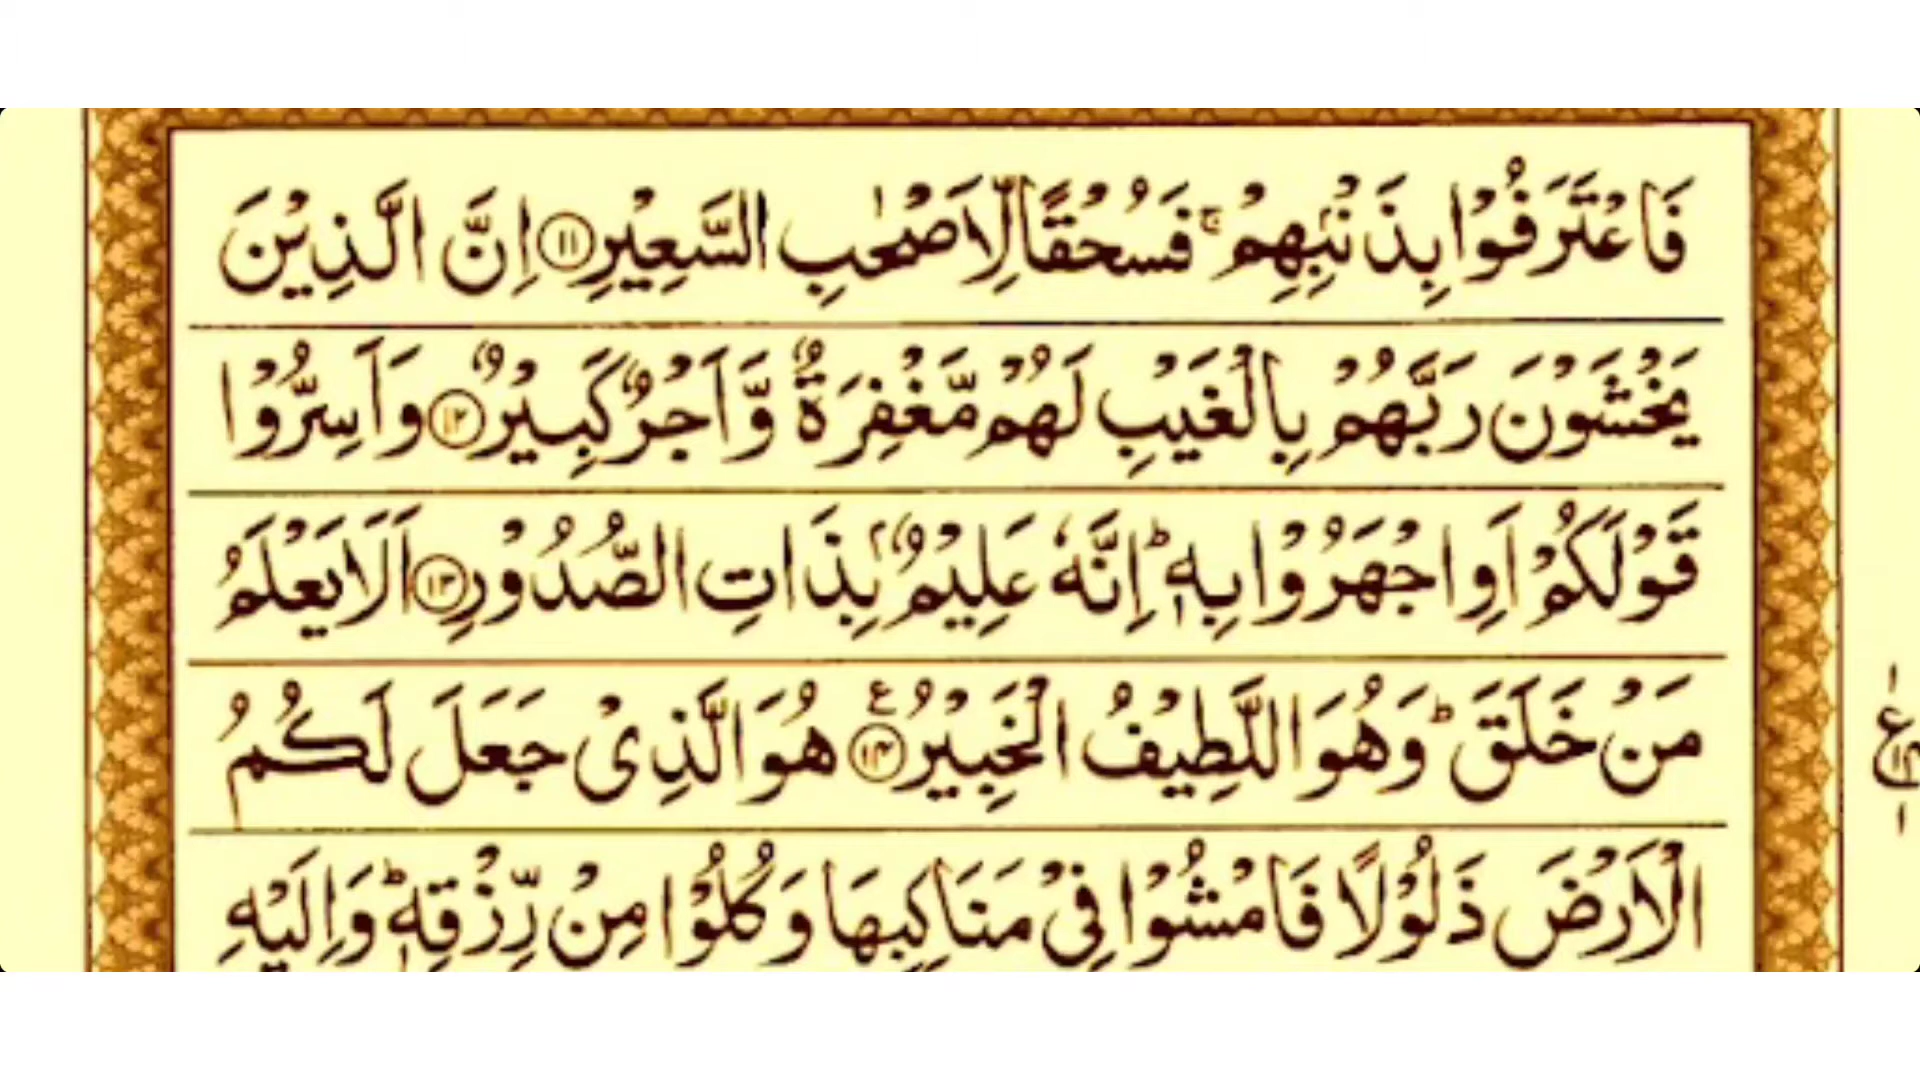 فَاعْتَرَفُوْا بِذَنْۢبِهِمْ ۚ فَسُحْقًا لِّاَصْحٰبِ السَّعِيْرِ ﴿۱۱﴾ اِنَّ الَّذِيْنَ
يَخْشَوْنَ رَبَّهُمْ بِالْغَيْبِ لَهُمْ مَّغْفِرَةٌ وَّاَجْرٌ كَبِيْرٌ ﴿۱۲﴾ وَاَسِرُّوْا
قَوْلَكُمْ اَوِ اجْهَرُوْا بِهٖ ؕ اِنَّهٗ عَلِيْمٌۢ بِذَاتِ الصُّدُوْرِ ﴿۱۳﴾ اَلَا يَعْلَمُ
مَنْ خَلَقَ ؕ وَهُوَ اللَّطِيْفُ الْخَبِيْرُ ﴿۱۴﴾ ع هُوَ الَّذِيْ جَعَلَ لَكُمُ
الْاَرْضَ ذَلُوْلًا فَامْشُوْا فِيْ مَنَاكِبِهَا وَكُلُوْا مِنْ رِّزْقِهٖ ؕ وَاِلَيْهِ